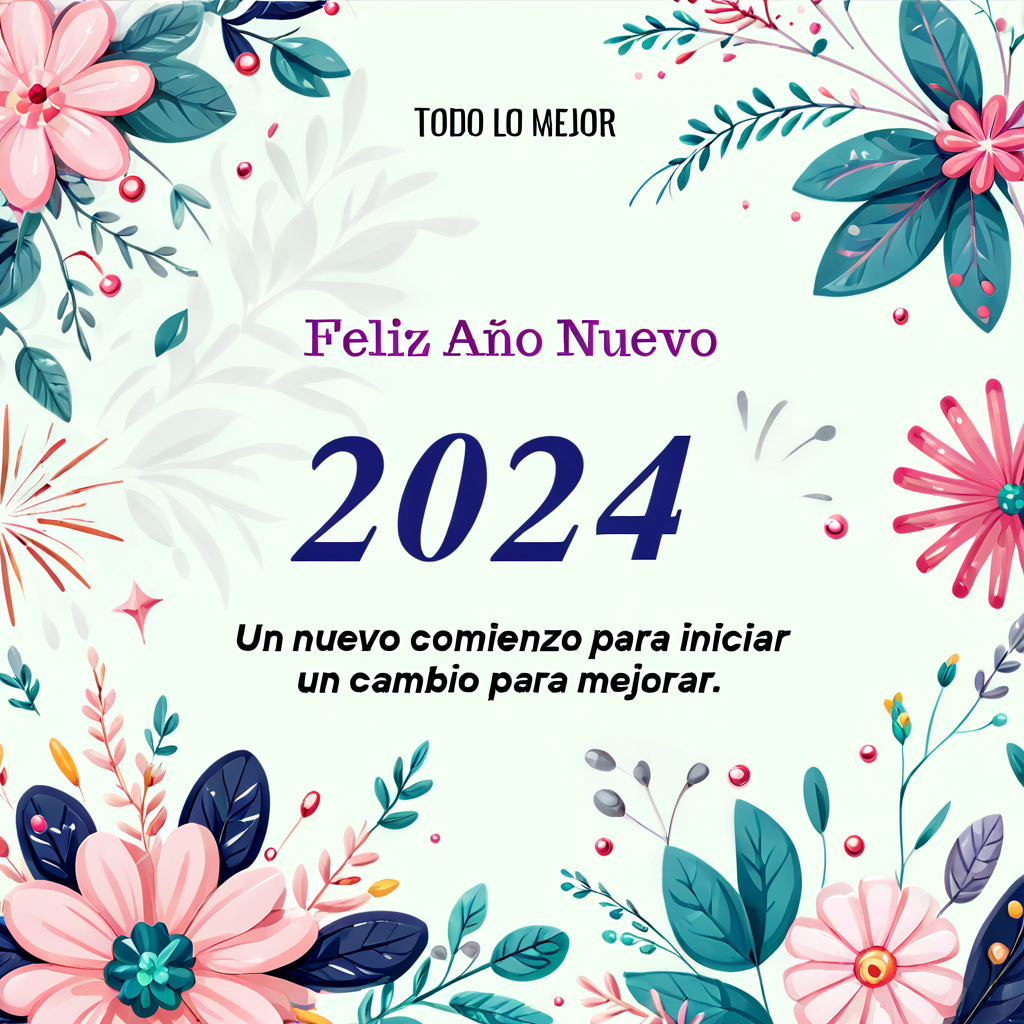 TODO LO MEJOR
Feliz Año Nuevo
2024
Un nuevo comienzo para iniciar
un cambio para mejorar.